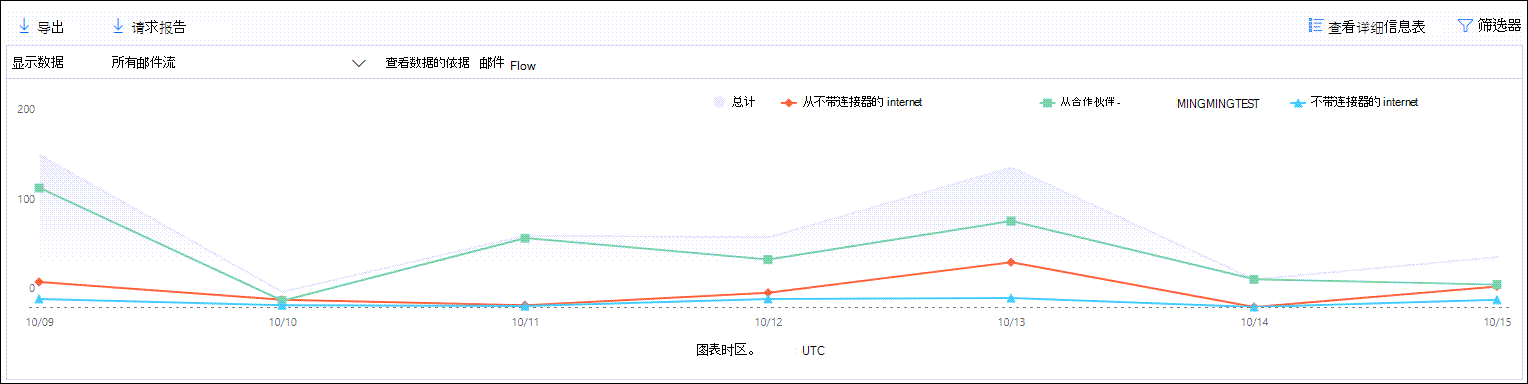 导出 请求报告 查看详细信息表 筛选器
显示数据 所有邮件流 查看数据的依据 邮件 Flow
总计 从不带连接器的 internet 从合作伙伴 - MINGMINGTEST 不带连接器的 internet
200
100
0
10/09 10/10 10/11 10/12 10/13 10/14 10/15
图表时区。 UTC